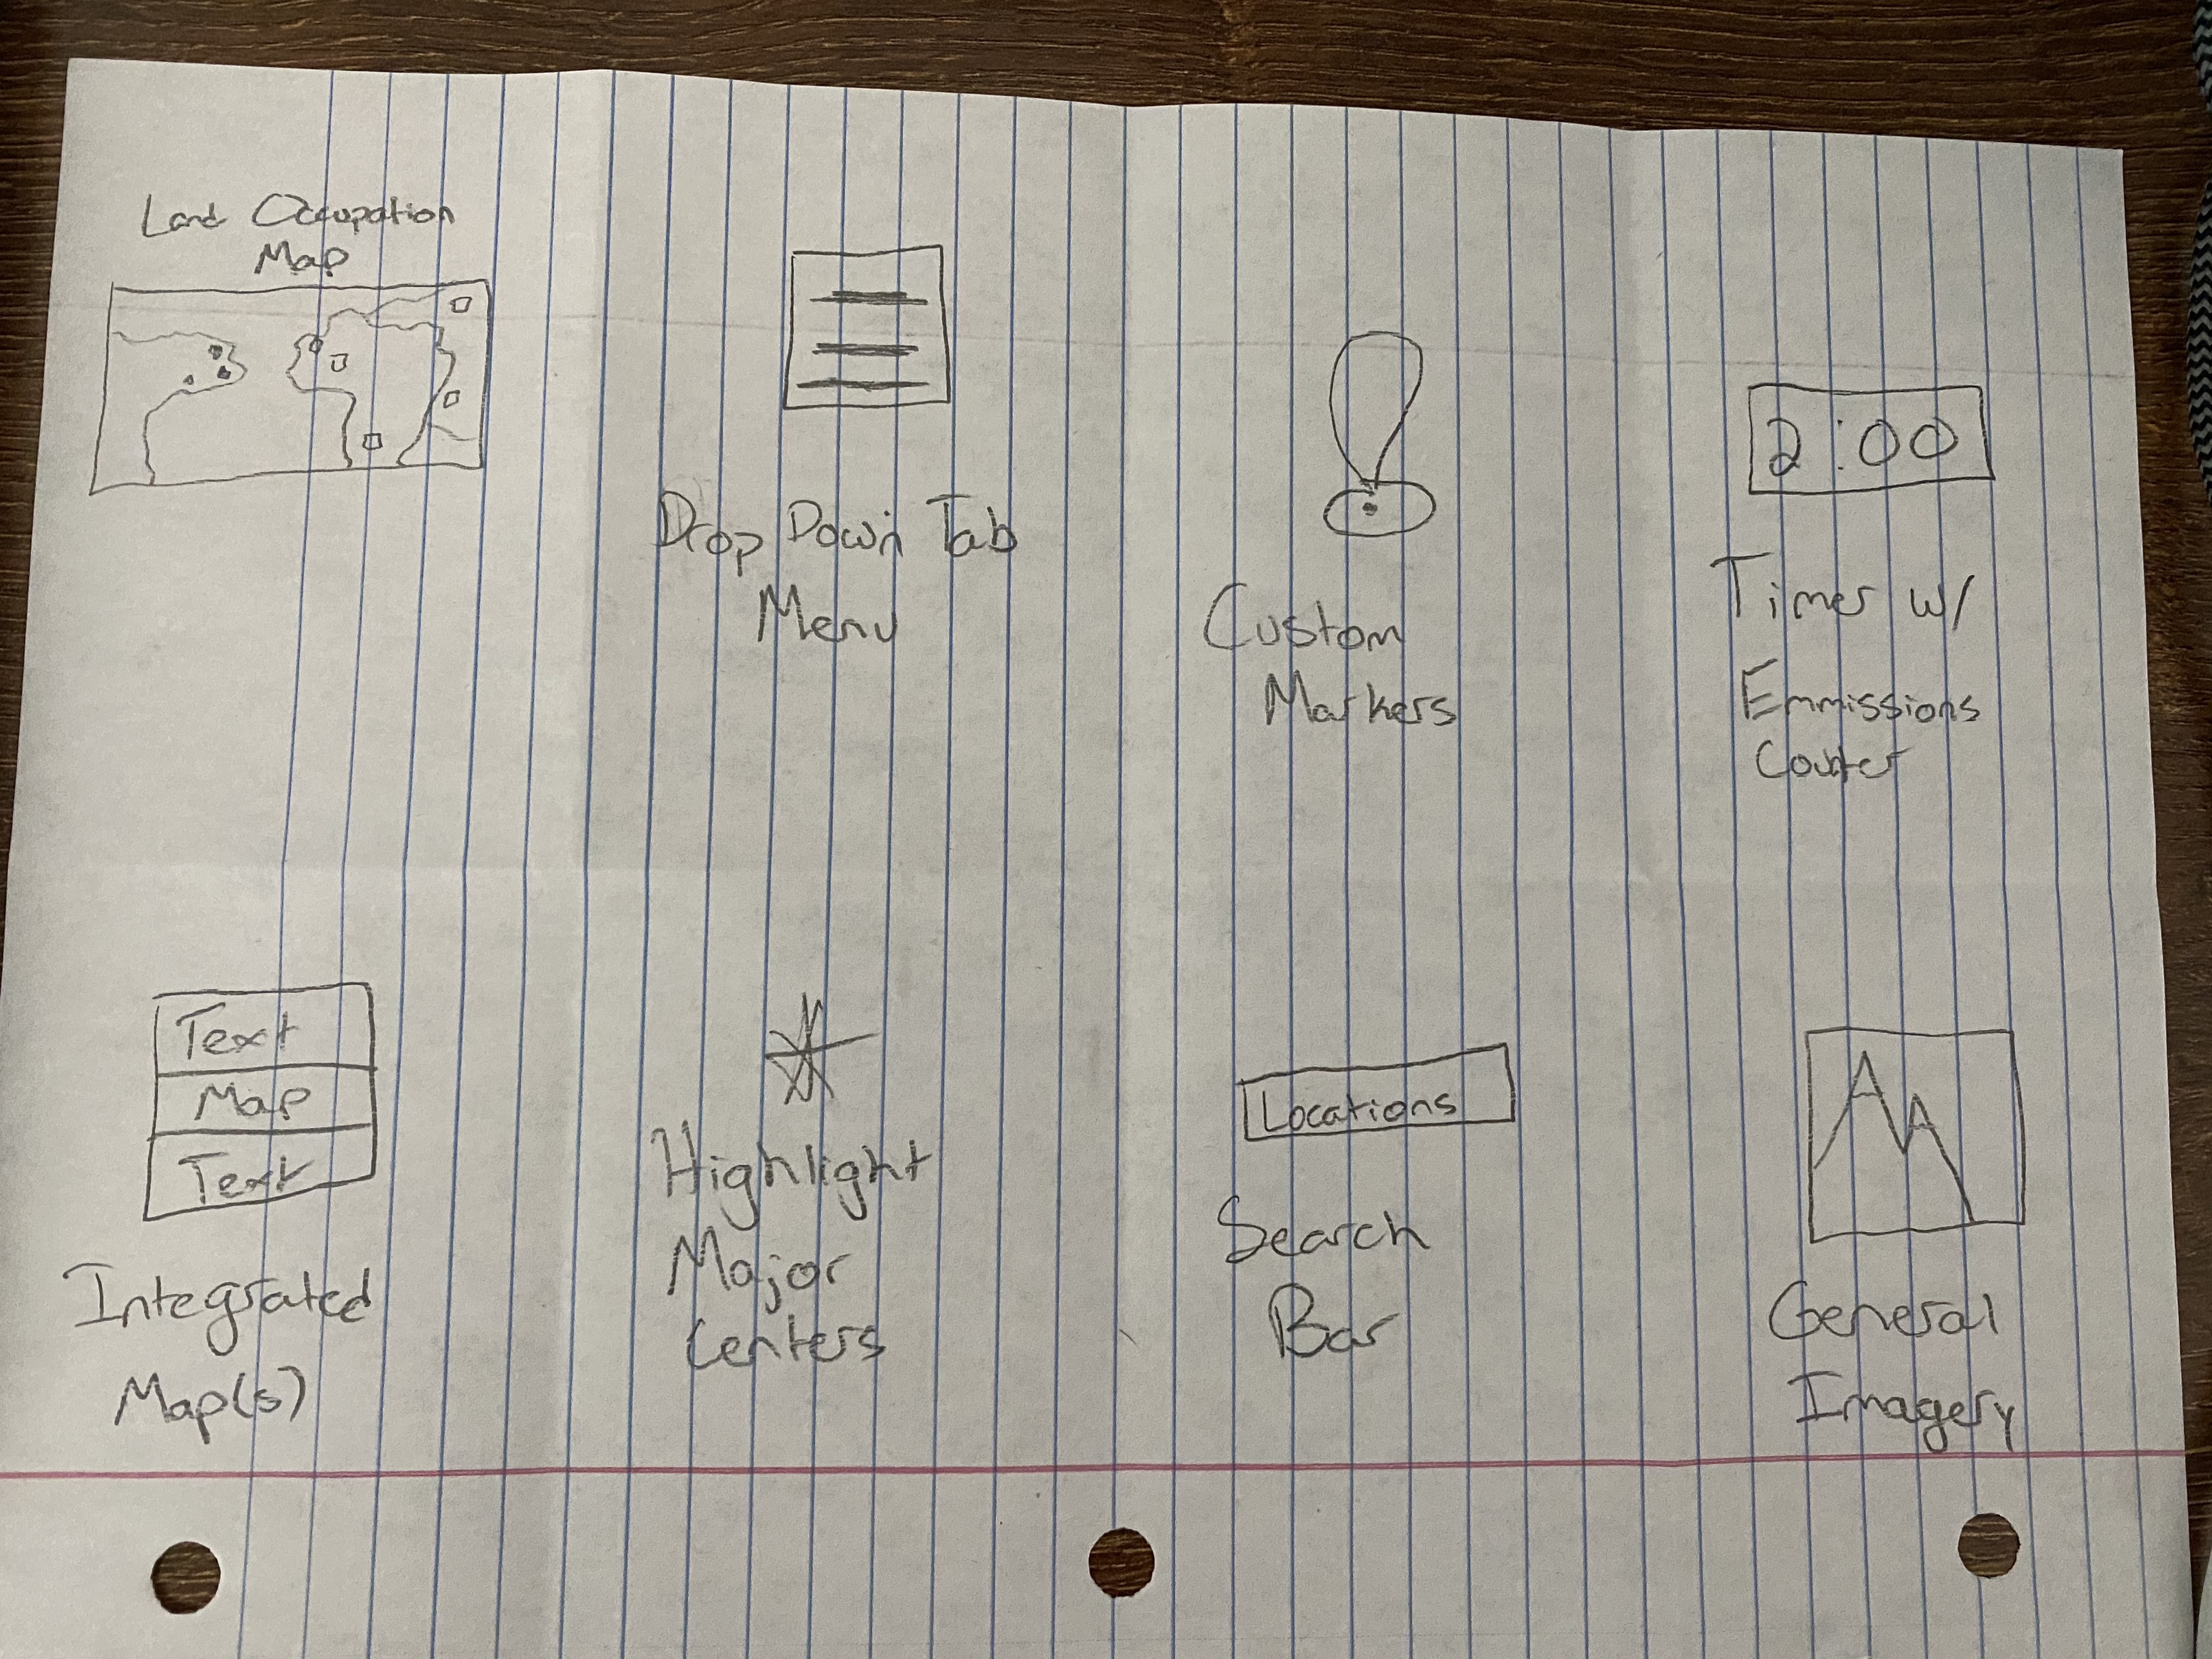 Land Occupation
Map
Drop Down Tab
Menu
Custom
Markers
2:00
Timer w/
Emmissions
Counter
Text
Map
Text
Integrated
Map(s)
Highlight
Major
Centers
Locations
Search
Bar
General
Imagery